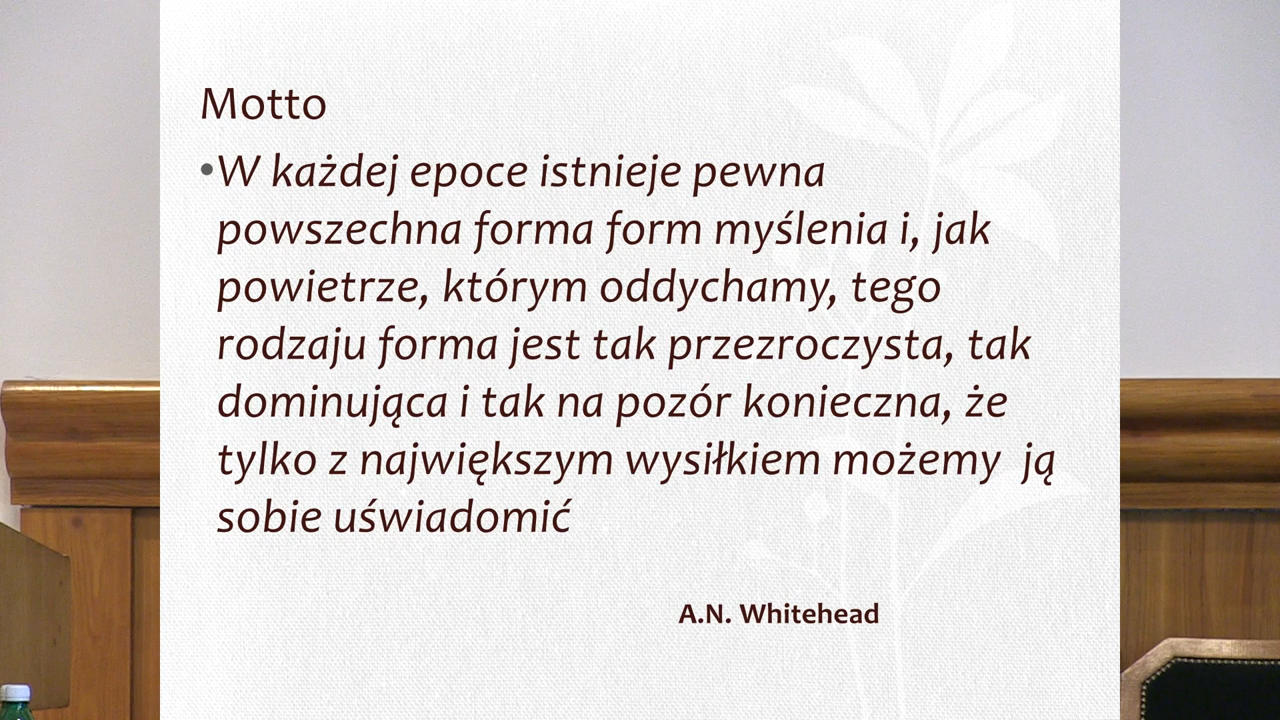 Motto
•W każdej epoce istnieje pewna
powszechna forma form myślenia i, jak
powietrze, którym oddychamy, tego
rodzaju forma jest tak przezroczysta, tak
dominująca i tak na pozór konieczna, że
tylko z największym wysiłkiem możemy  ją
sobie uświadomić
A.N. Whitehead